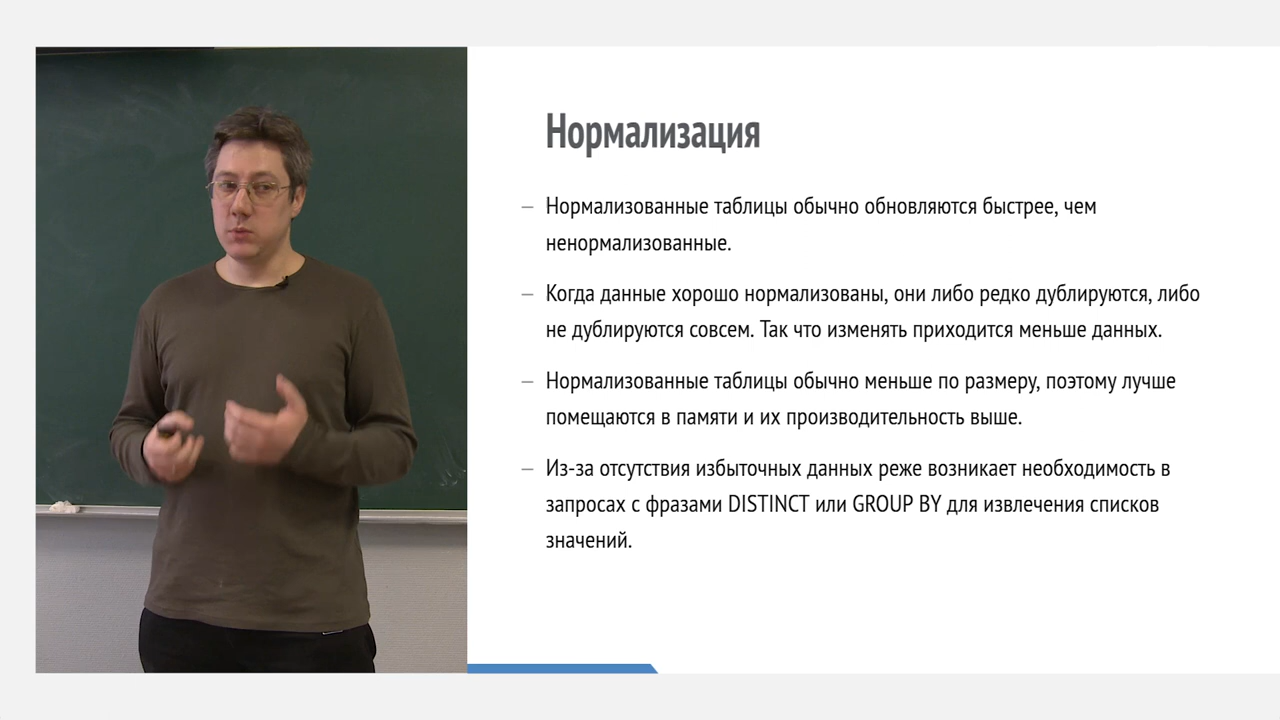 Нормализация
– Нормализованные таблицы обычно обновляются быстрее, чем
ненормализованные.
– Когда данные хорошо нормализованы, они либо редко дублируются, либо
не дублируются совсем. Так что изменять приходится меньше данных.
– Нормализованные таблицы обычно меньше по размеру, поэтому лучше
помещаются в памяти и их производительность выше.
– Из-за отсутствия избыточных данных реже возникает необходимость в
запросах с фразами DISTINCT или GROUP BY для извлечения списков
значений.